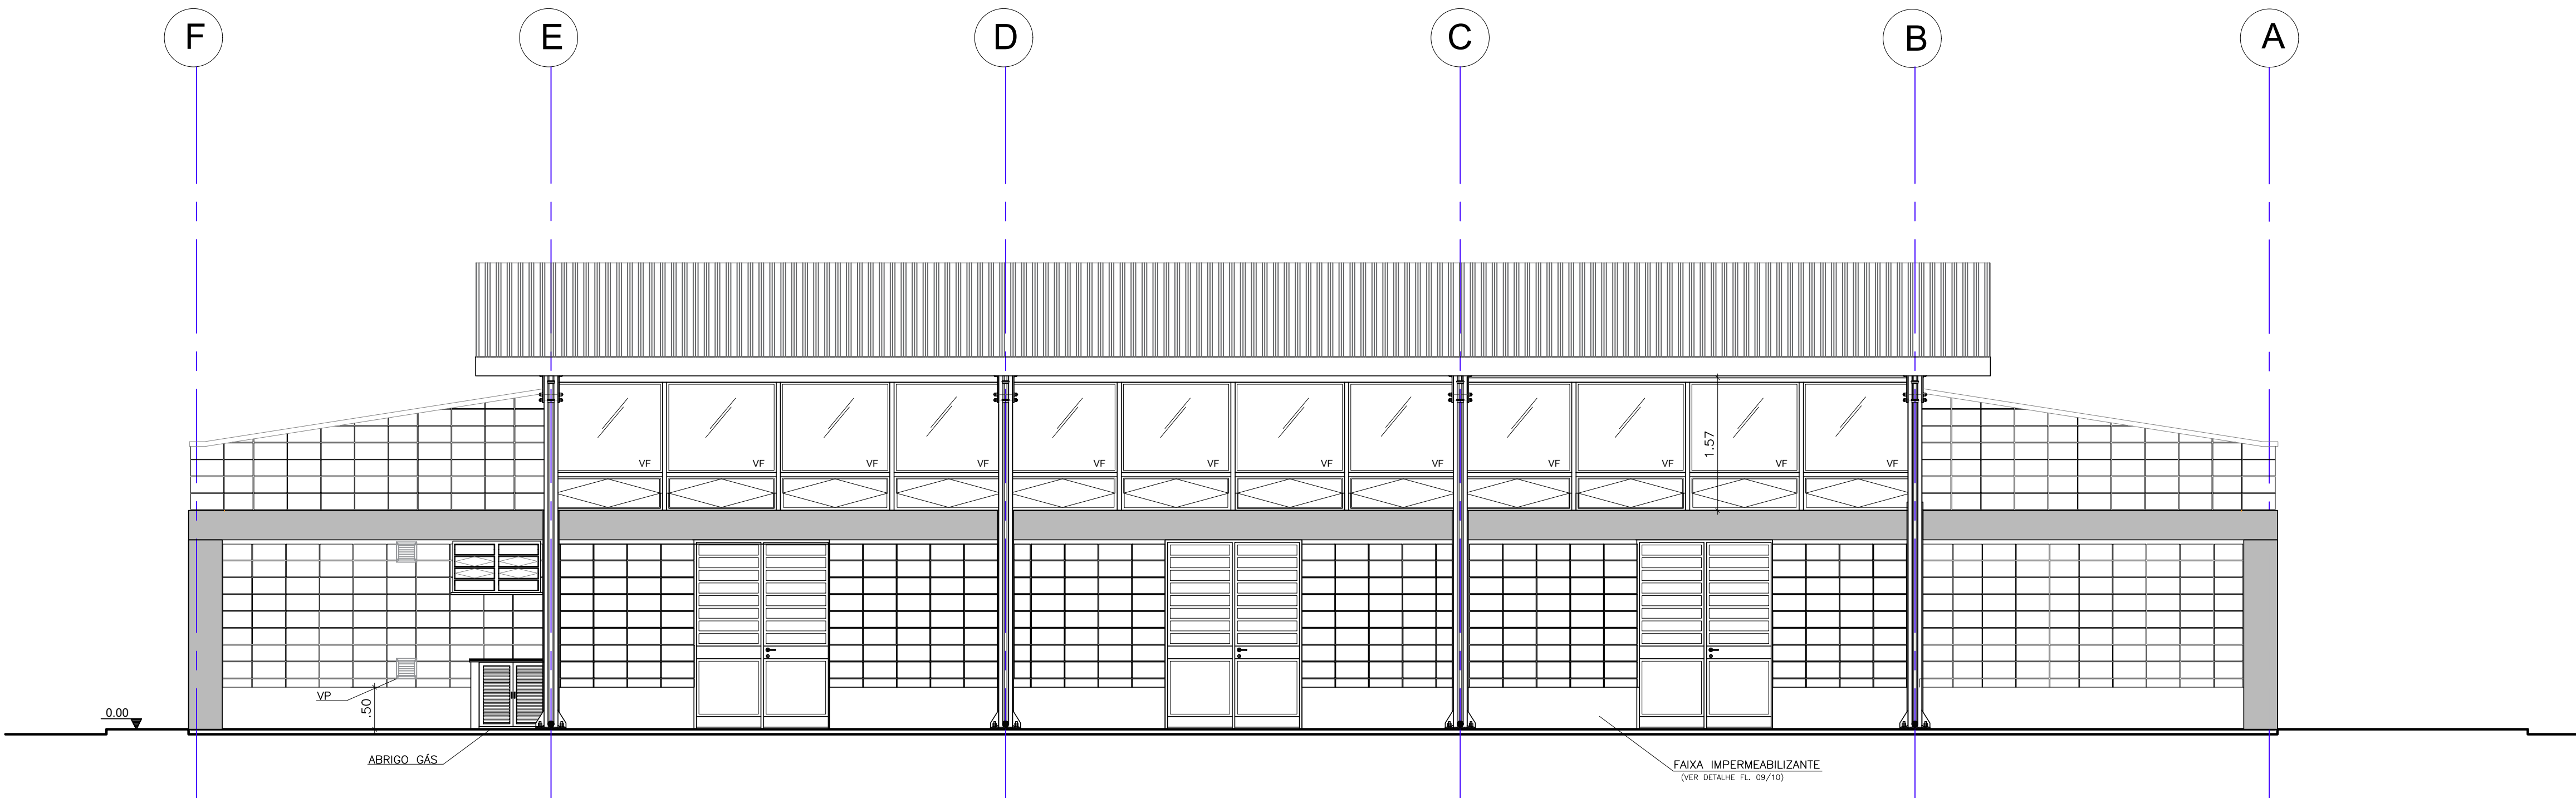 F E D C B A
VF VF VF VF VF VF VF VF VF VF VF VF
1.57
VP
.50
0.00
ABRIGO GÁS
FAIXA IMPERMEABILIZANTE
(VER DETALHE FL. 09/10)